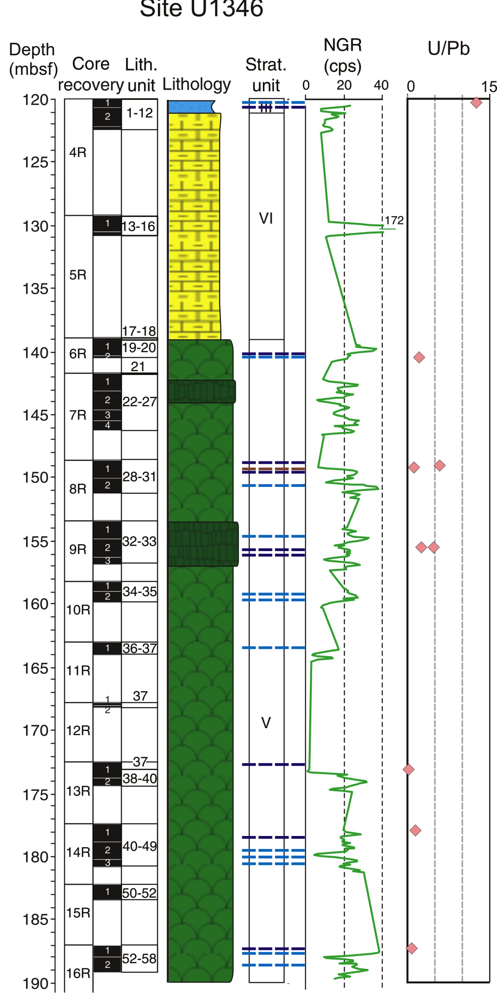 Site U1346
Depth
(mbsf)
Core
recovery
Lith.
unit
Lithology
Strat.
unit
NGR
(cps)
0 20 40
U/Pb
0 15
120
1
2
1-12
III
4R
125
VI
130
1
13-16
172
5R
135
17-18
6R
1
2
19-20
140
21
7R
1
2
3
4
22-27
145
8R
1
2
28-31
150
9R
1
2
3
32-33
155
10R
1
2
34-35
160
11R
1
36-37
165
37
1
2
12R
V
170
37
13R
1
2
38-40
175
14R
1
2
3
40-49
180
15R
1
50-52
185
16R
1
2
52-58
190